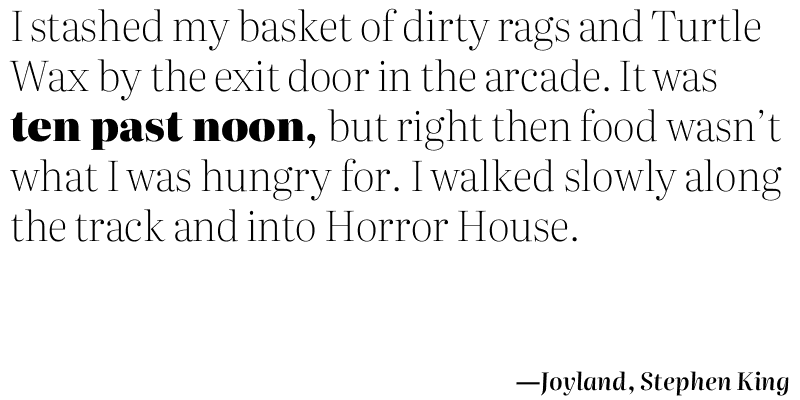 I stashed my basket of dirty rags and Turtle
Wax by the exit door in the arcade. It was
ten past noon, but right then food wasn’t
what I was hungry for. I walked slowly along
the track and into Horror House.
—Joyland, Stephen King